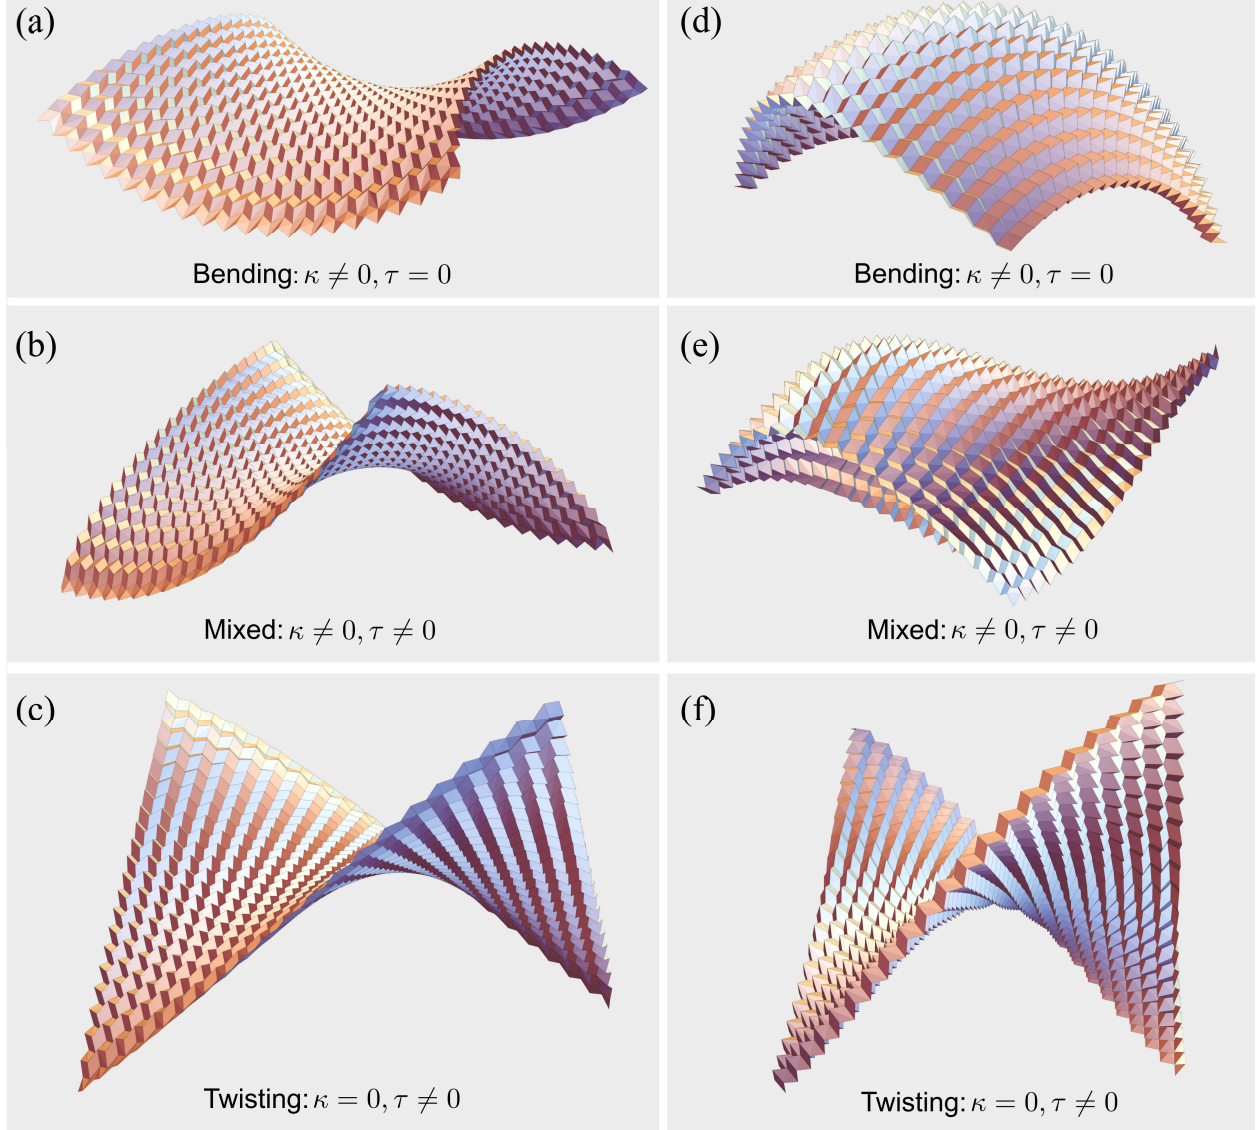 (a)
Bending: κ ≠ 0, τ = 0
(d)
Bending: κ ≠ 0, τ = 0
(b)
Mixed: κ ≠ 0, τ ≠ 0
(e)
Mixed: κ ≠ 0, τ ≠ 0
(c)
Twisting: κ = 0, τ ≠ 0
(f)
Twisting: κ = 0, τ ≠ 0